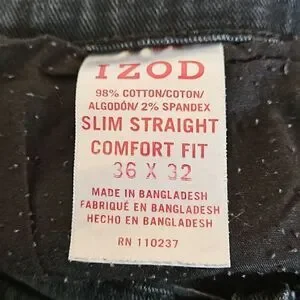 IZOD
98% COTTON/COTON/
ALGODÓN/ 2% SPANDEX
SLIM STRAIGHT
COMFORT FIT
36 X 32
MADE IN BANGLADESH
FABRIQUÉ EN BANGLADESH
HECHO EN BANGLADESH
RN 110237